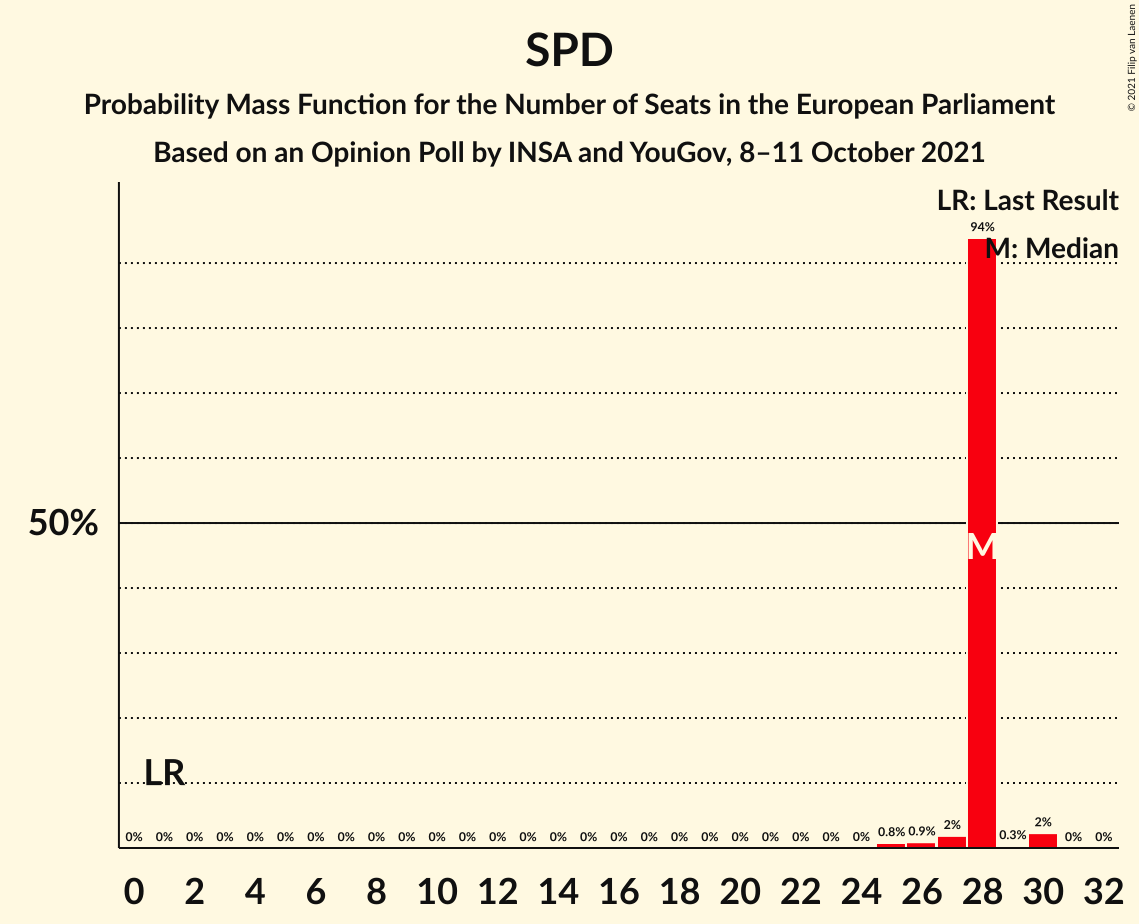 © 2021 Filip van Laenen
SPD
Probability Mass Function for the Number of Seats in the European Parliament
Based on an Opinion Poll by INSA and YouGov, 8–11 October 2021
LR: Last Result
94%
M: Median
50%
M
LR
0% 0% 0% 0% 0% 0% 0% 0% 0% 0% 0% 0% 0% 0% 0% 0% 0% 0% 0% 0% 0% 0% 0% 0% 0% 0.8% 0.9% 2% 0.3% 2% 0% 0%
0 2 4 6 8 10 12 14 16 18 20 22 24 26 28 30 32